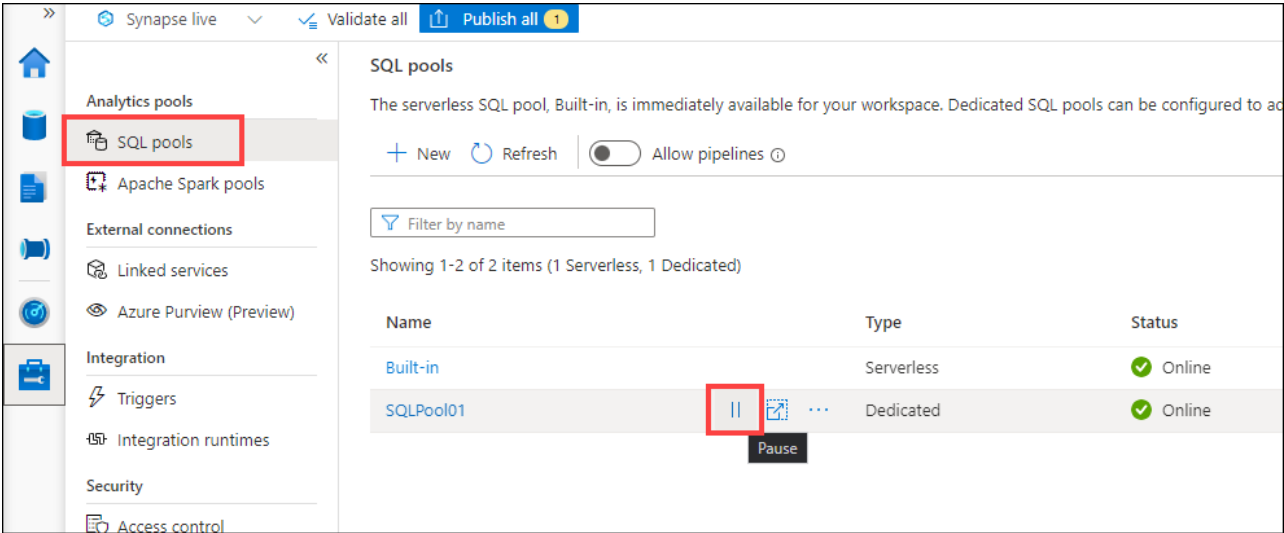 Synapse live
Validate all
Publish all 1
Analytics pools
SQL pools
Apache Spark pools
External connections
Linked services
Azure Purview (Preview)
Integration
Triggers
Integration runtimes
Security
Access control
SQL pools
The serverless SQL pool, Built-in, is immediately available for your workspace. Dedicated SQL pools can be configured to
New Refresh Allow pipelines
Filter by name
Showing 1-2 of 2 items (1 Serverless, 1 Dedicated)
Name Type Status
Built-in Serverless Online
SQLPool01 Dedicated Online
Pause